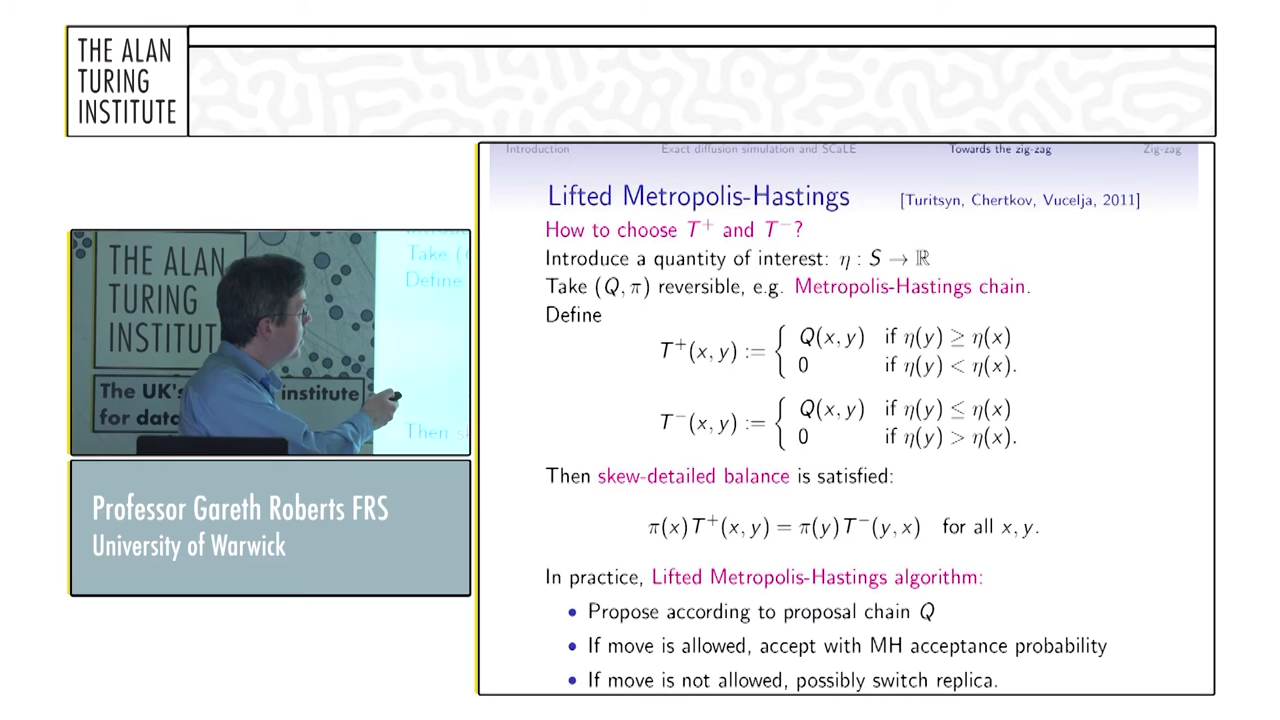 THE ALAN
TURING
INSTITUTE
Introduction Exact diffusion simulation and SCaLE Towards the zig-zag Zig-zag
Lifted Metropolis-Hastings [Turitsyn, Chertkov, Vucelja, 2011]
How to choose T⁺ and T⁻?
Introduce a quantity of interest: η : S → ℝ
Take (Q, π) reversible, e.g. Metropolis-Hastings chain.
Define
T⁺(x, y) := { Q(x, y) if η(y) ≥ η(x)
0 if η(y) < η(x).
T⁻(x, y) := { Q(x, y) if η(y) ≤ η(x)
0 if η(y) > η(x).
Then skew-detailed balance is satisfied:
π(x)T⁺(x, y) = π(y)T⁻(y, x) for all x, y.
In practice, Lifted Metropolis-Hastings algorithm:
• Propose according to proposal chain Q
• If move is allowed, accept with MH acceptance probability
• If move is not allowed, possibly switch replica.
THE ALAN
TURING
INSTITUT
The UK's institute
for data
Take (
Define
Then
Professor Gareth Roberts FRS
University of Warwick